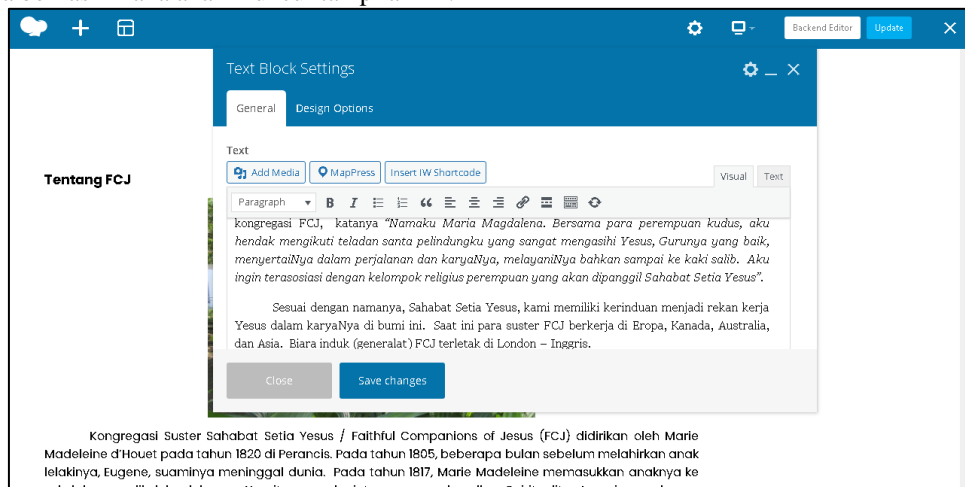 Backend Editor
Update
Text Block Settings
General
Design Options
Text
Add Media
MapPress
Insert IW Shortcode
Visual
Text
Tentang FCJ
Paragraph
B I
kongregasi FCJ, katanya “Namaku Maria Magdalena. Bersama para perempuan kudus, aku
hendak mengikuti teladan santa pelindungku yang sangat mengasihi Yesus, Gurunya yang baik,
menyertaiNya dalam perjalanan dan karyaNya, melayaniNya bahkan sampai ke kaki salib. Aku
ingin terasosiasi dengan kelompok religius perempuan yang akan dipanggil Sahabat Setia Yesus”.
Sesuai dengan namanya, Sahabat Setia Yesus, kami memiliki kerinduan menjadi rekan kerja
Yesus dalam karyaNya di bumi ini. Saat ini para suster FCJ berkerja di Eropa, Kanada, Australia,
dan Asia. Biara induk (generalat) FCJ terletak di London – Inggris.
Close
Save changes
Kongregasi Suster Sahabat Setia Yesus / Faithful Companions of Jesus (FCJ) didirikan oleh Marie
Madeleine d’Houet pada tahun 1820 di Perancis. Pada tahun 1805, beberapa bulan sebelum melahirkan anak
lelakinya, Eugene, suaminya meninggal dunia. Pada tahun 1817, Marie Madeleine memasukkan anaknya ke